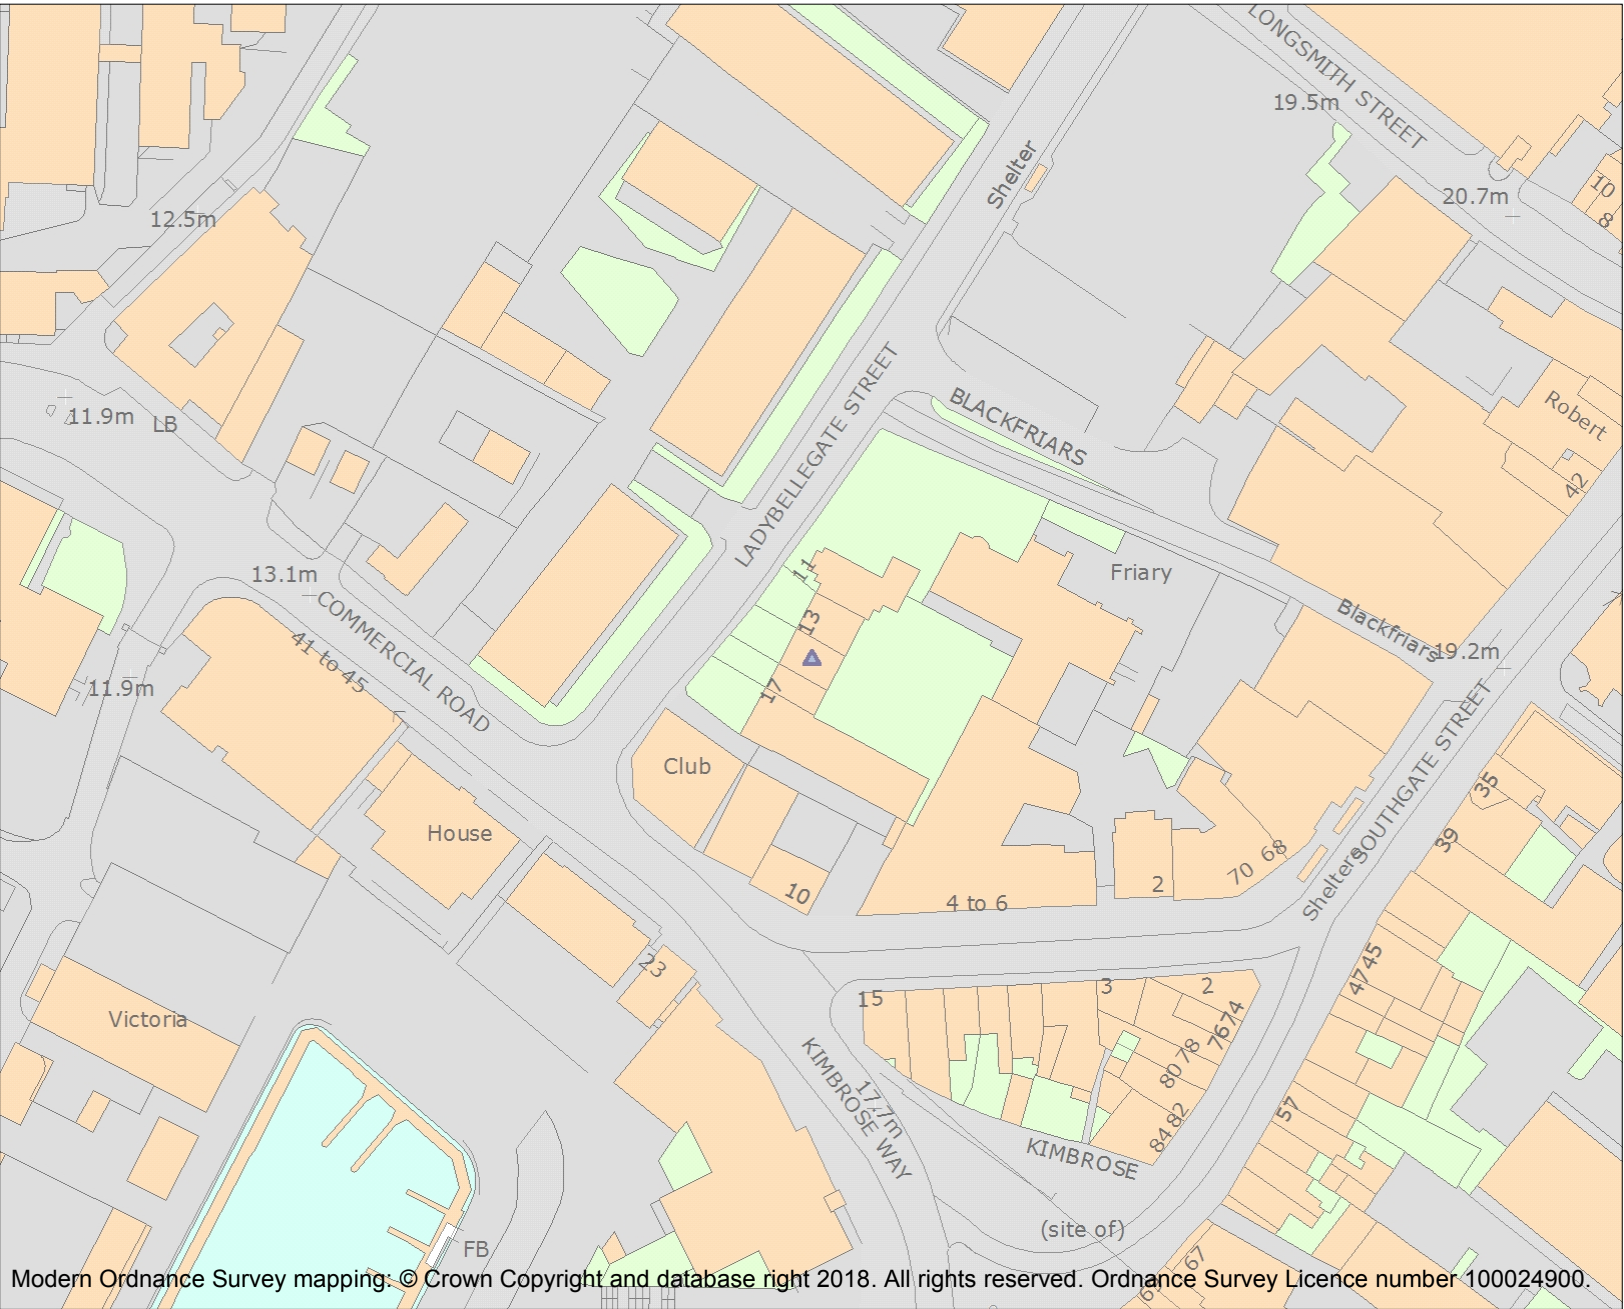 LONGSMITH STREET
19.5m
Shelter
20.7m
10
8
12.5m
11.9m
LB
LADYBELLEGATE STREET
BLACKFRIARS
Robert
42
11
Friary
13.1m
COMMERCIAL ROAD
41 to 45
13
Blackfriars
19.2m
11.9m
17
SOUTHGATE STREET
Club
35
House
39
70 68
Shelters
10
4 to 6
2
23
4745
15
3
2
7674
Victoria
KIMBROSE WAY
17.7m
80 78
57
84 82
KIMBROSE
(site of)
FB
67
Modern Ordnance Survey mapping: © Crown Copyright and database right 2018. All rights reserved. Ordnance Survey Licence number 100024900.